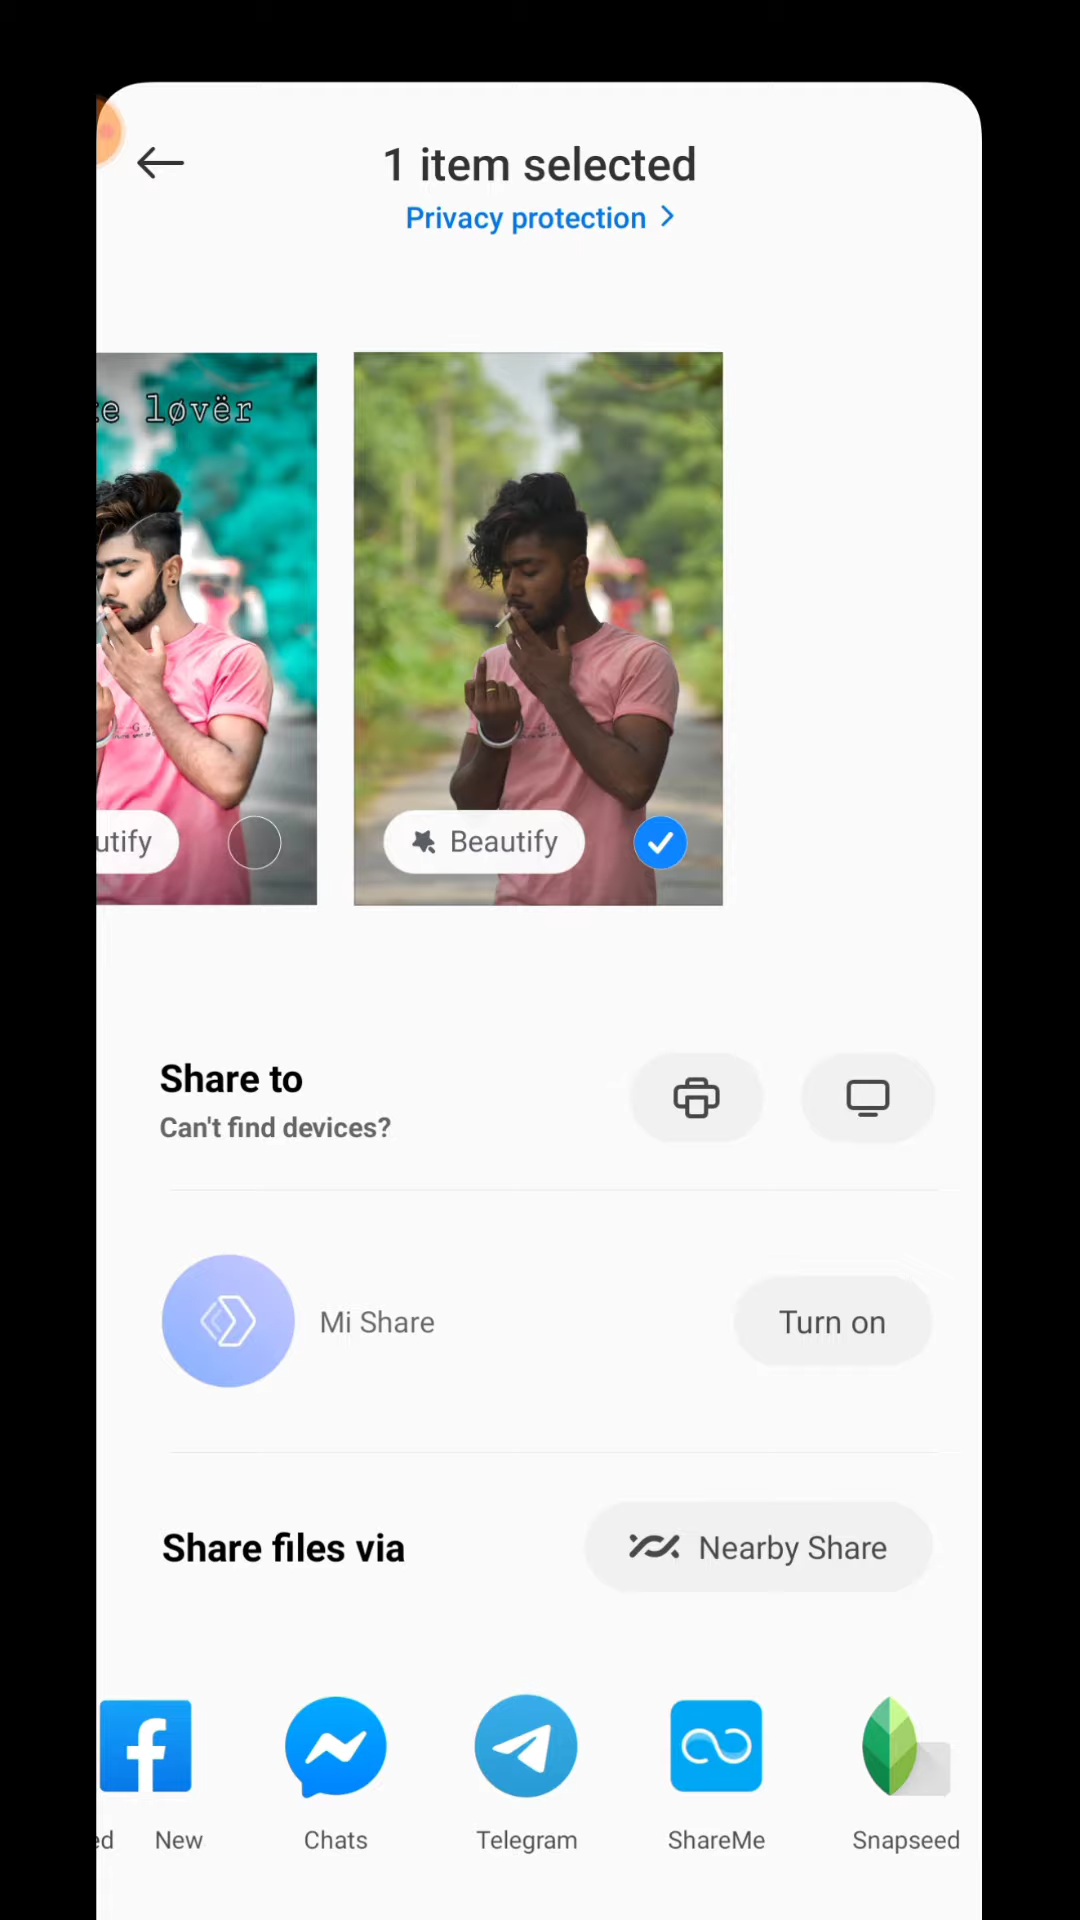 1 item selected
Privacy protection
løvër
Beautify
Share to
Can't find devices?
Mi Share
Turn on
Share files via
Nearby Share
New
Chats
Telegram
ShareMe
Snapseed